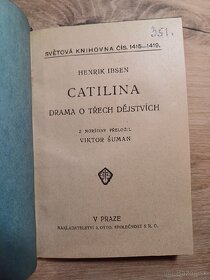 SVĚTOVÁ KNIHOVNA ČÍS. 1415—1419.
351.
HENRIK IBSEN
CATILINA
DRAMA O TŘECH DĚJSTVÍCH
Z NORŠTINY PŘELOŽIL
VIKTOR ŠUMAN
V PRAZE
NAKLADATELSTVÍ J. OTTO, SPOLEČNOST S R. O.